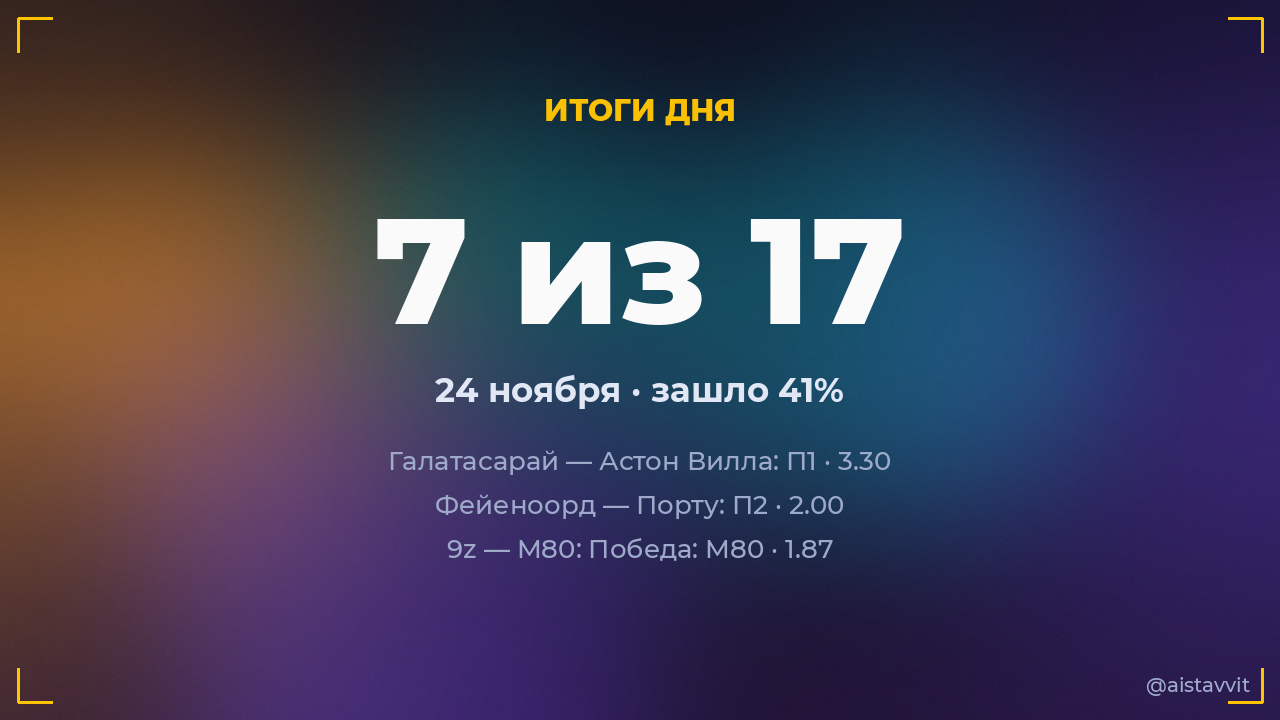 ИТОГИ ДНЯ
7 из 17
24 ноября · зашло 41%
Галатасарай — Астон Вилла: П1 · 3.30
Фейеноорд — Порту: П2 · 2.00
9z — M80: Победа: M80 · 1.87
@aistavvit